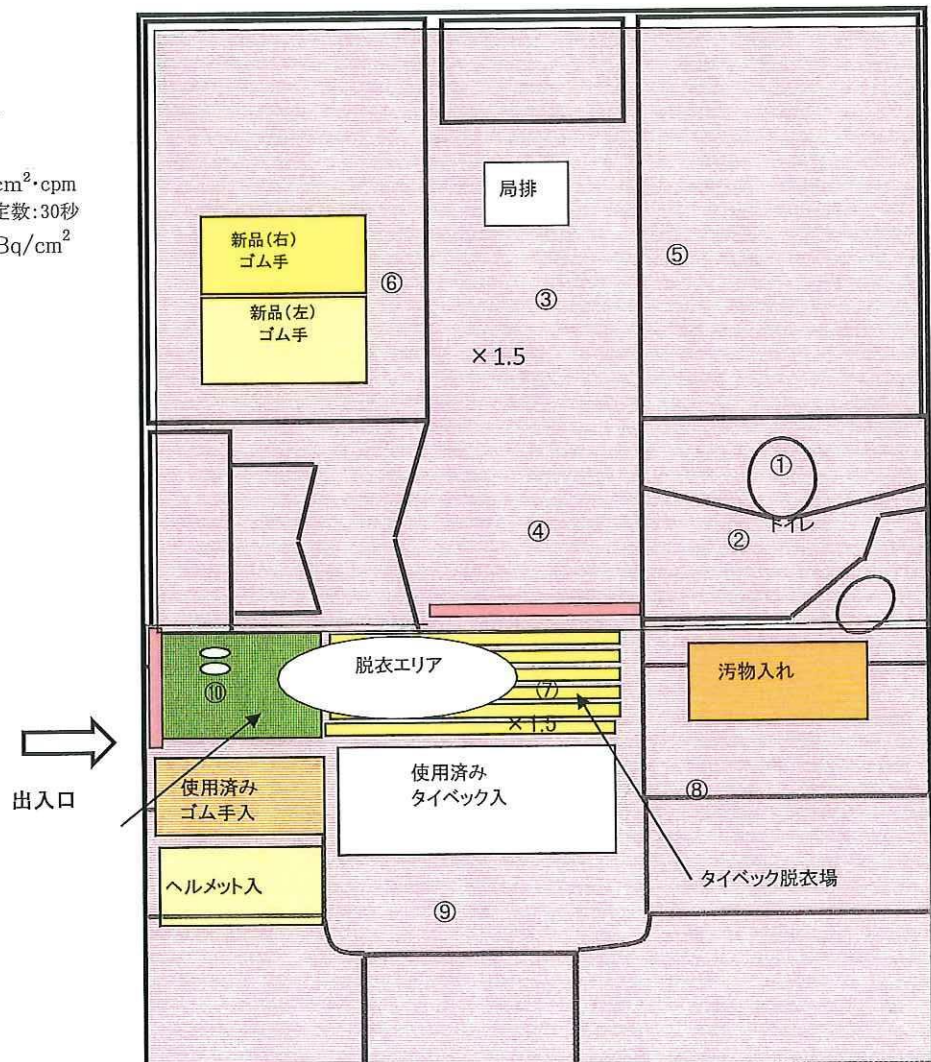 cm²・cpm
定数:30秒
Bq/cm²
局排
新品(右)
ゴム手
⑤
⑥
③
新品(左)
ゴム手
×1.5
①
トイレ
④
②
脱衣エリア
汚物入れ
⑩
(7)
×1.5
使用済み
タイベック入
使用済み
ゴム手入
⑧
出入口
ヘルメット入
タイベック脱衣場
⑨